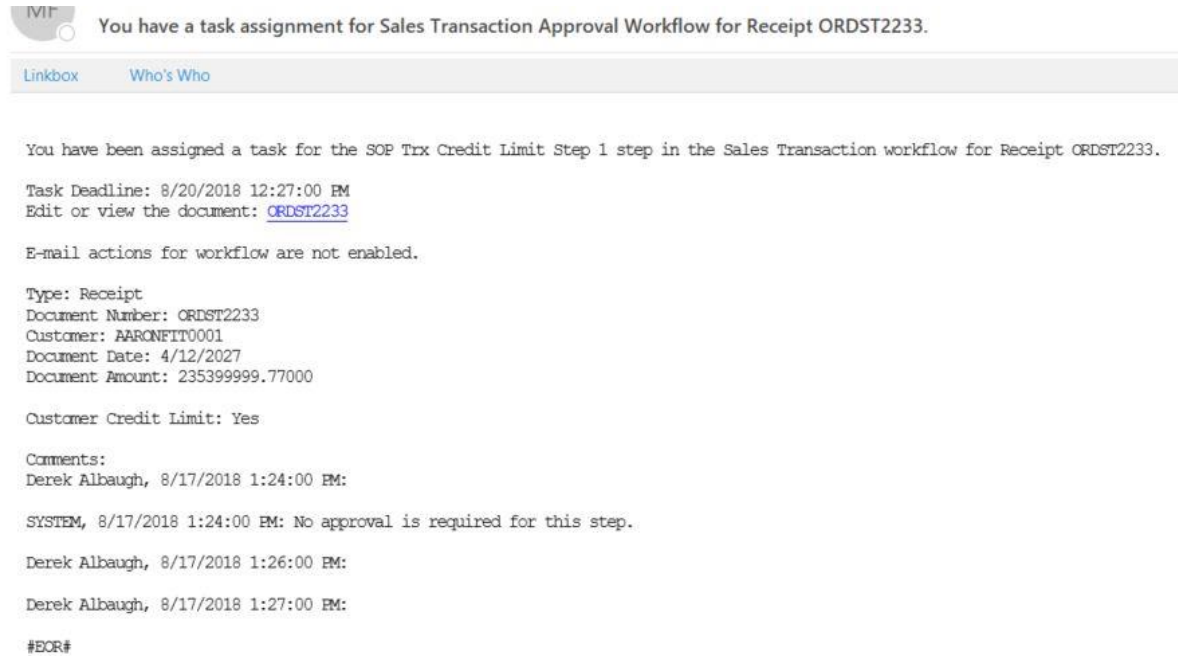 MF
You have a task assignment for Sales Transaction Approval Workflow for Receipt ORDST2233.
Linkbox Who's Who
You have been assigned a task for the SOP Trx Credit Limit Step 1 step in the Sales Transaction workflow for Receipt ORDST2233.
Task Deadline: 8/20/2018 12:27:00 PM
Edit or view the document: ORDST2233
E-mail actions for workflow are not enabled.
Type: Receipt
Document Number: ORDST2233
Customer: AARONFIT0001
Document Date: 4/12/2027
Document Amount: 235399999.77000
Customer Credit Limit: Yes
Comments:
Derek Albaugh, 8/17/2018 1:24:00 PM:
SYSTEM, 8/17/2018 1:24:00 PM: No approval is required for this step.
Derek Albaugh, 8/17/2018 1:26:00 PM:
Derek Albaugh, 8/17/2018 1:27:00 PM:
#EOR#